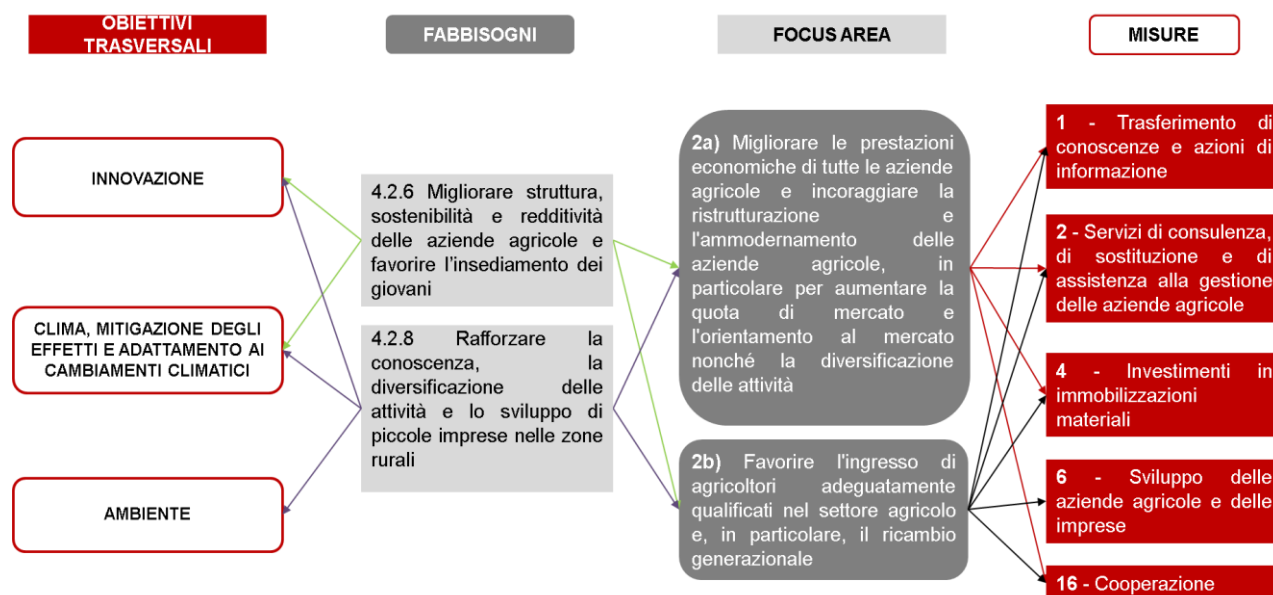 OBIETTIVI
TRASVERSALI
FABBISOGNI
FOCUS AREA
MISURE
INNOVAZIONE
CLIMA, MITIGAZIONE DEGLI
EFFETTI E ADATTAMENTO AI
CAMBIAMENTI CLIMATICI
AMBIENTE
4.2.6 Migliorare struttura,
sostenibilità e redditività
delle aziende agricole e
favorire l'insediamento dei
giovani
4.2.8 Rafforzare la
conoscenza, la
diversificazione delle
attività e lo sviluppo di
piccole imprese nelle zone
rurali
2a) Migliorare le prestazioni
economiche di tutte le aziende
agricole e incoraggiare la
ristrutturazione e
l'ammodernamento delle
aziende agricole, in
particolare per aumentare la
quota di mercato e
l'orientamento al mercato
nonché la diversificazione
delle attività
2b) Favorire l'ingresso di
agricoltori adeguatamente
qualificati nel settore agricolo
e, in particolare, il ricambio
generazionale
1 - Trasferimento di
conoscenze e azioni di
informazione
2 - Servizi di consulenza,
di sostituzione e di
assistenza alla gestione
delle aziende agricole
4 - Investimenti in
immobilizzazioni
materiali
6 - Sviluppo delle
aziende agricole e delle
imprese
16 - Cooperazione